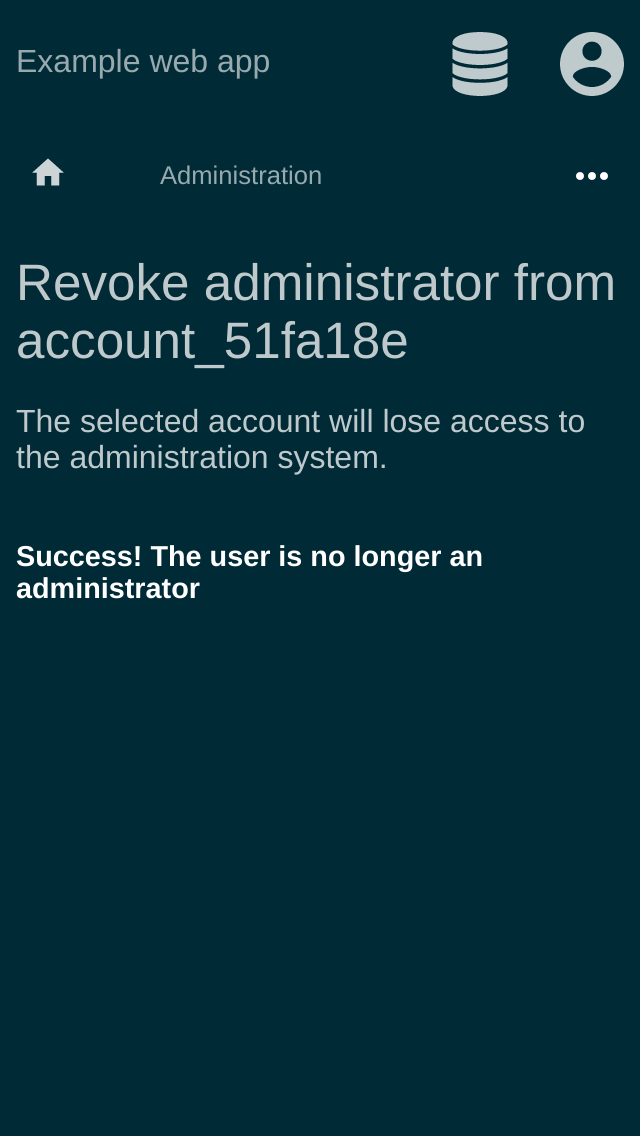 Example web app
Administration
Revoke administrator from
account_51fa18e
The selected account will lose access to
the administration system.
Success! The user is no longer an
administrator